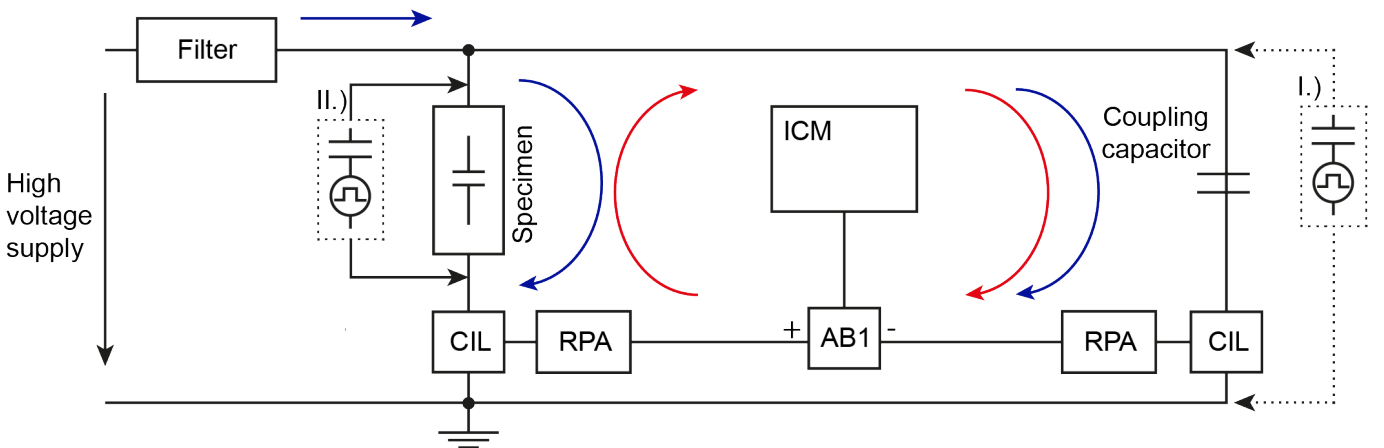 Filter
II.)
I.)
ICM
Coupling
capacitor
Specimen
High
voltage
supply
CIL
RPA
+
AB1
-
RPA
CIL